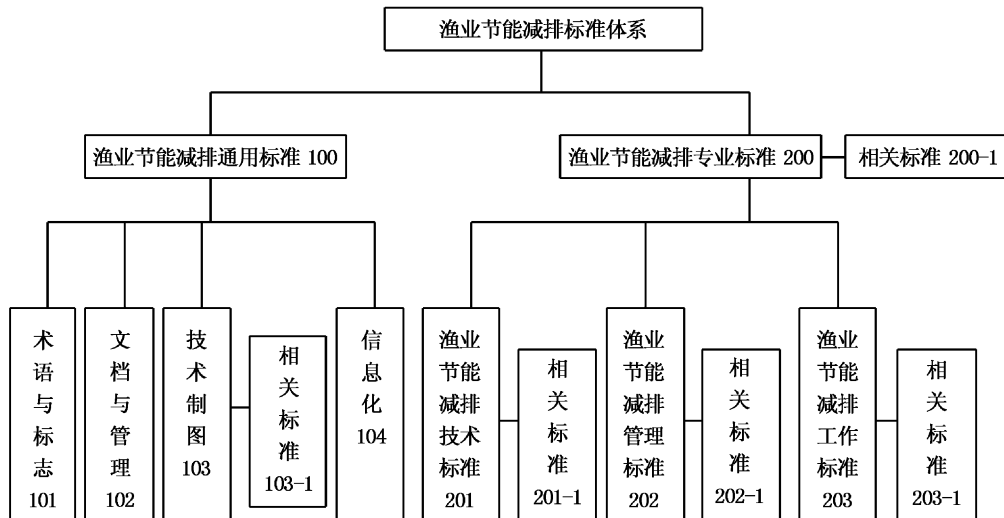 渔业节能减排标准体系
渔业节能减排通用标准 100
渔业节能减排专业标准 200
相关标准 200-1
术语与标志
101
文档与管理
102
技术制图
103
相关标准
103-1
信息化
104
渔业
节能
减排
技术
标准
201
相关标准
201-1
渔业
节能
减排
管理
标准
202
相关标准
202-1
渔业
节能
减排
工作
标准
203
相关标准
203-1